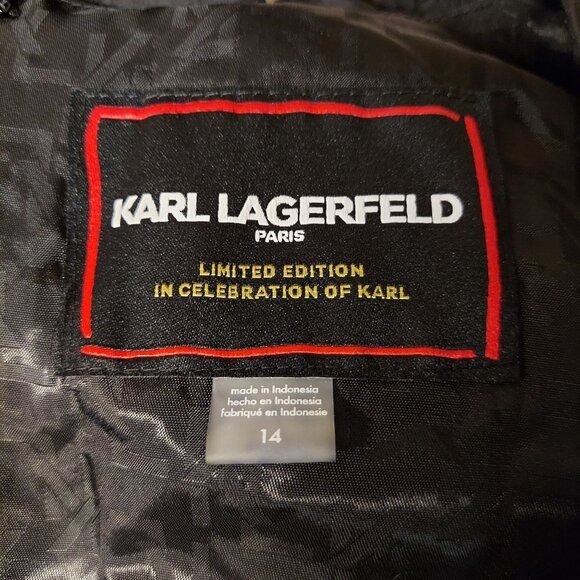 KARL LAGERFELD
PARIS
LIMITED EDITION
IN CELEBRATION OF KARL
made in Indonesia
hecho en Indonesia
fabriqué en Indonesie
14